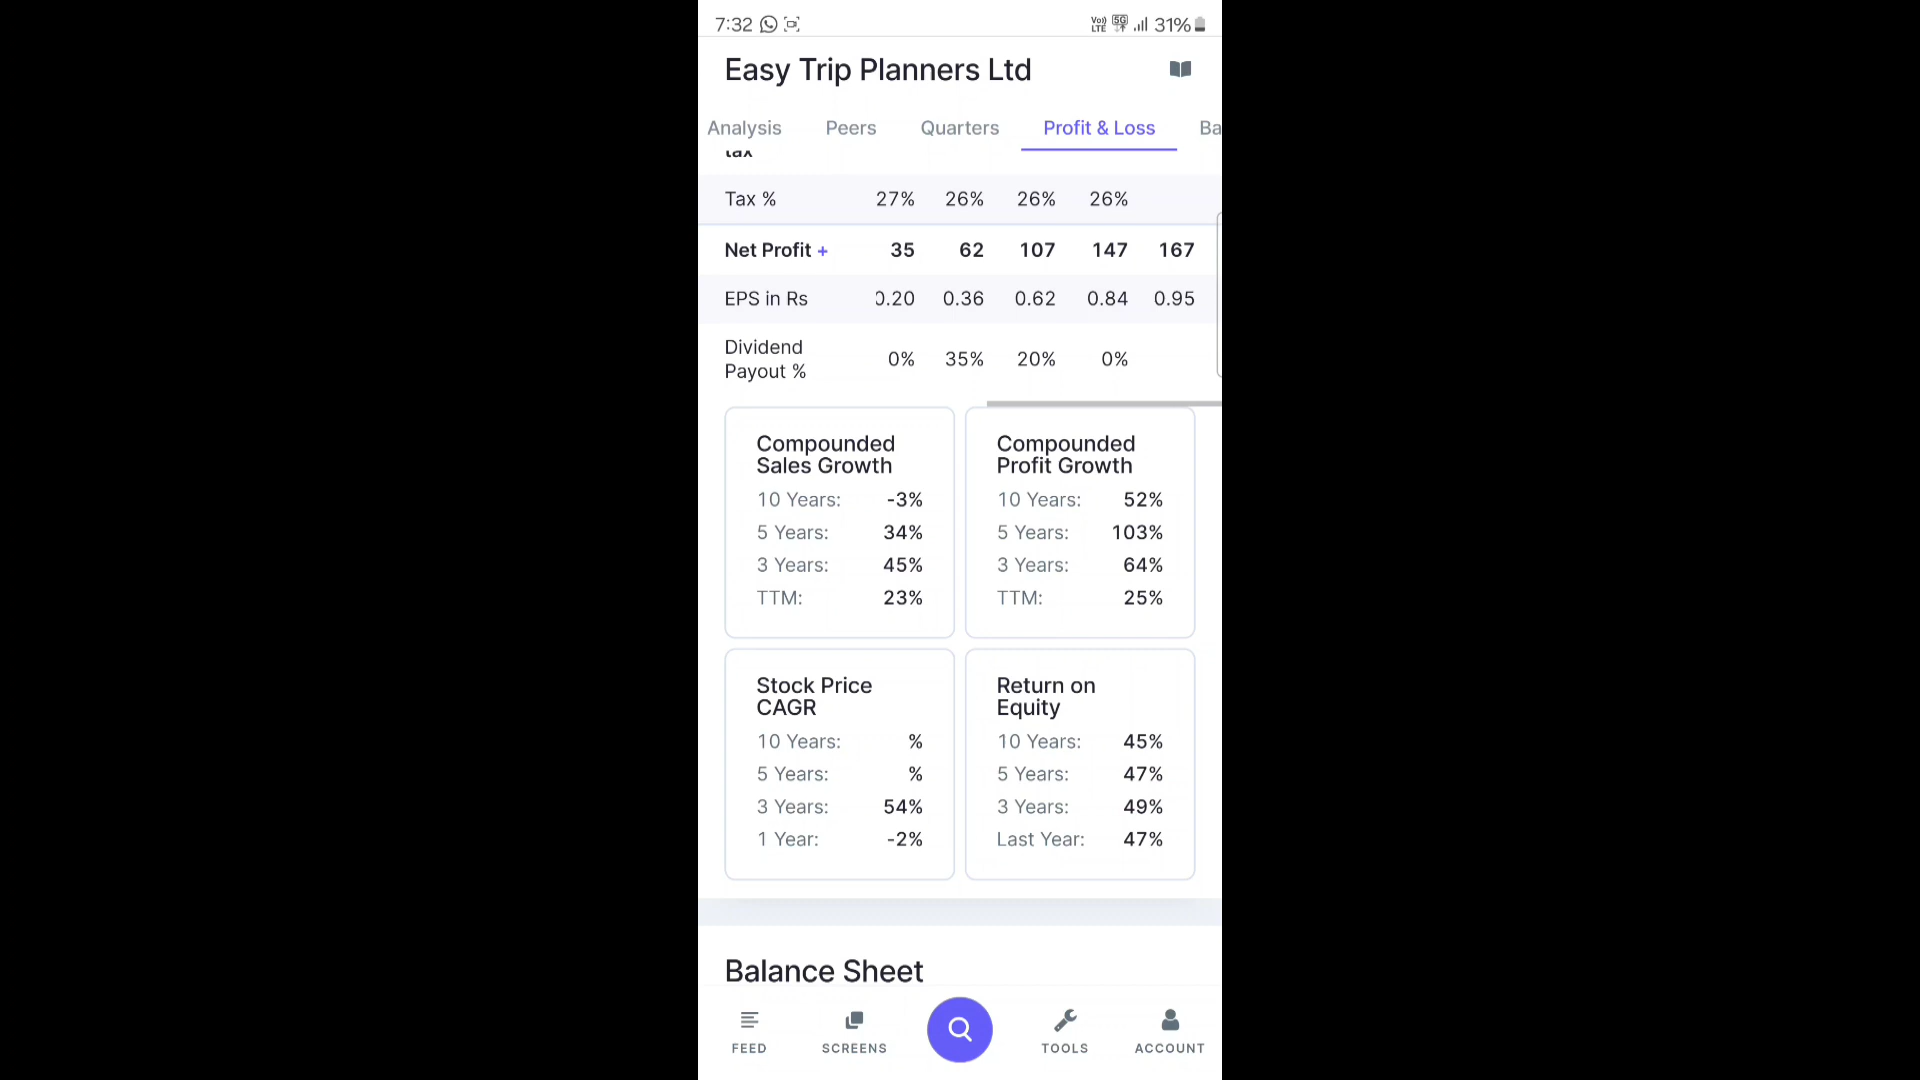 7:32 Vo)) LTE 5G 31%
Easy Trip Planners Ltd
Analysis Peers Quarters Profit & Loss Ba
tax
Tax % 27% 26% 26% 26%
Net Profit + 35 62 107 147 167
EPS in Rs 0.20 0.36 0.62 0.84 0.95
Dividend
Payout % 0% 35% 20% 0%
Compounded
Sales Growth
10 Years: -3%
5 Years: 34%
3 Years: 45%
TTM: 23%
Compounded
Profit Growth
10 Years: 52%
5 Years: 103%
3 Years: 64%
TTM: 25%
Stock Price
CAGR
10 Years: %
5 Years: %
3 Years: 54%
1 Year: -2%
Return on
Equity
10 Years: 45%
5 Years: 47%
3 Years: 49%
Last Year: 47%
Balance Sheet
FEED SCREENS TOOLS ACCOUNT